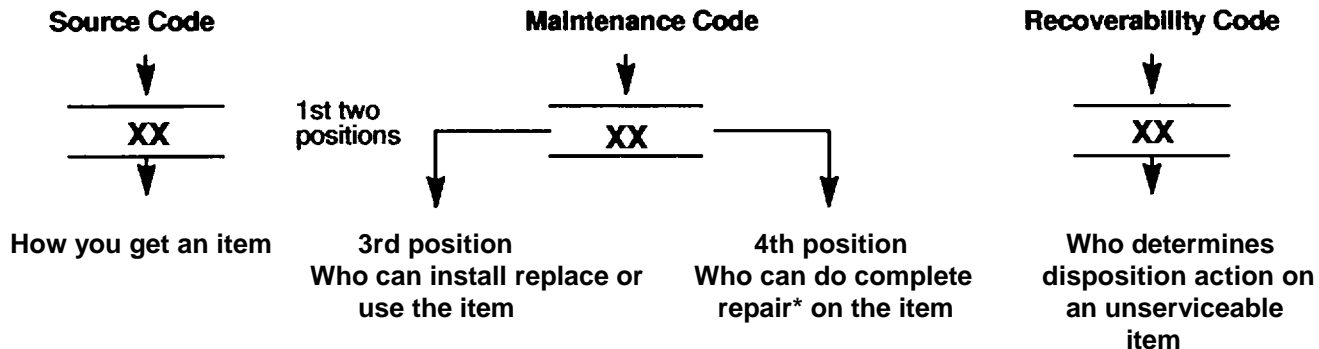 Source Code
XX
1st two
positions
How you get an item
Maintenance Code
XX
3rd position
Who can install replace or
use the item
4th position
Who can do complete
repair* on the item
Recoverability Code
XX
Who determines
disposition action on
an unserviceable
item